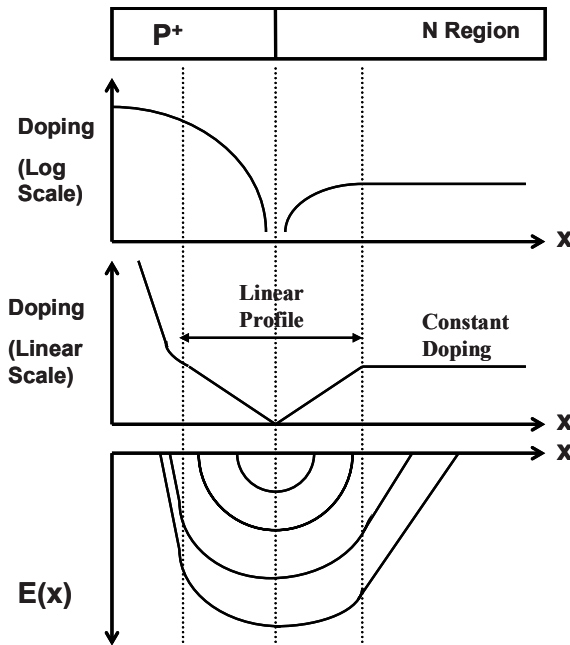 P+
N Region
Doping
(Log
Scale)
X
Doping
(Linear
Scale)
Linear
Profile
Constant
Doping
X
X
E(x)